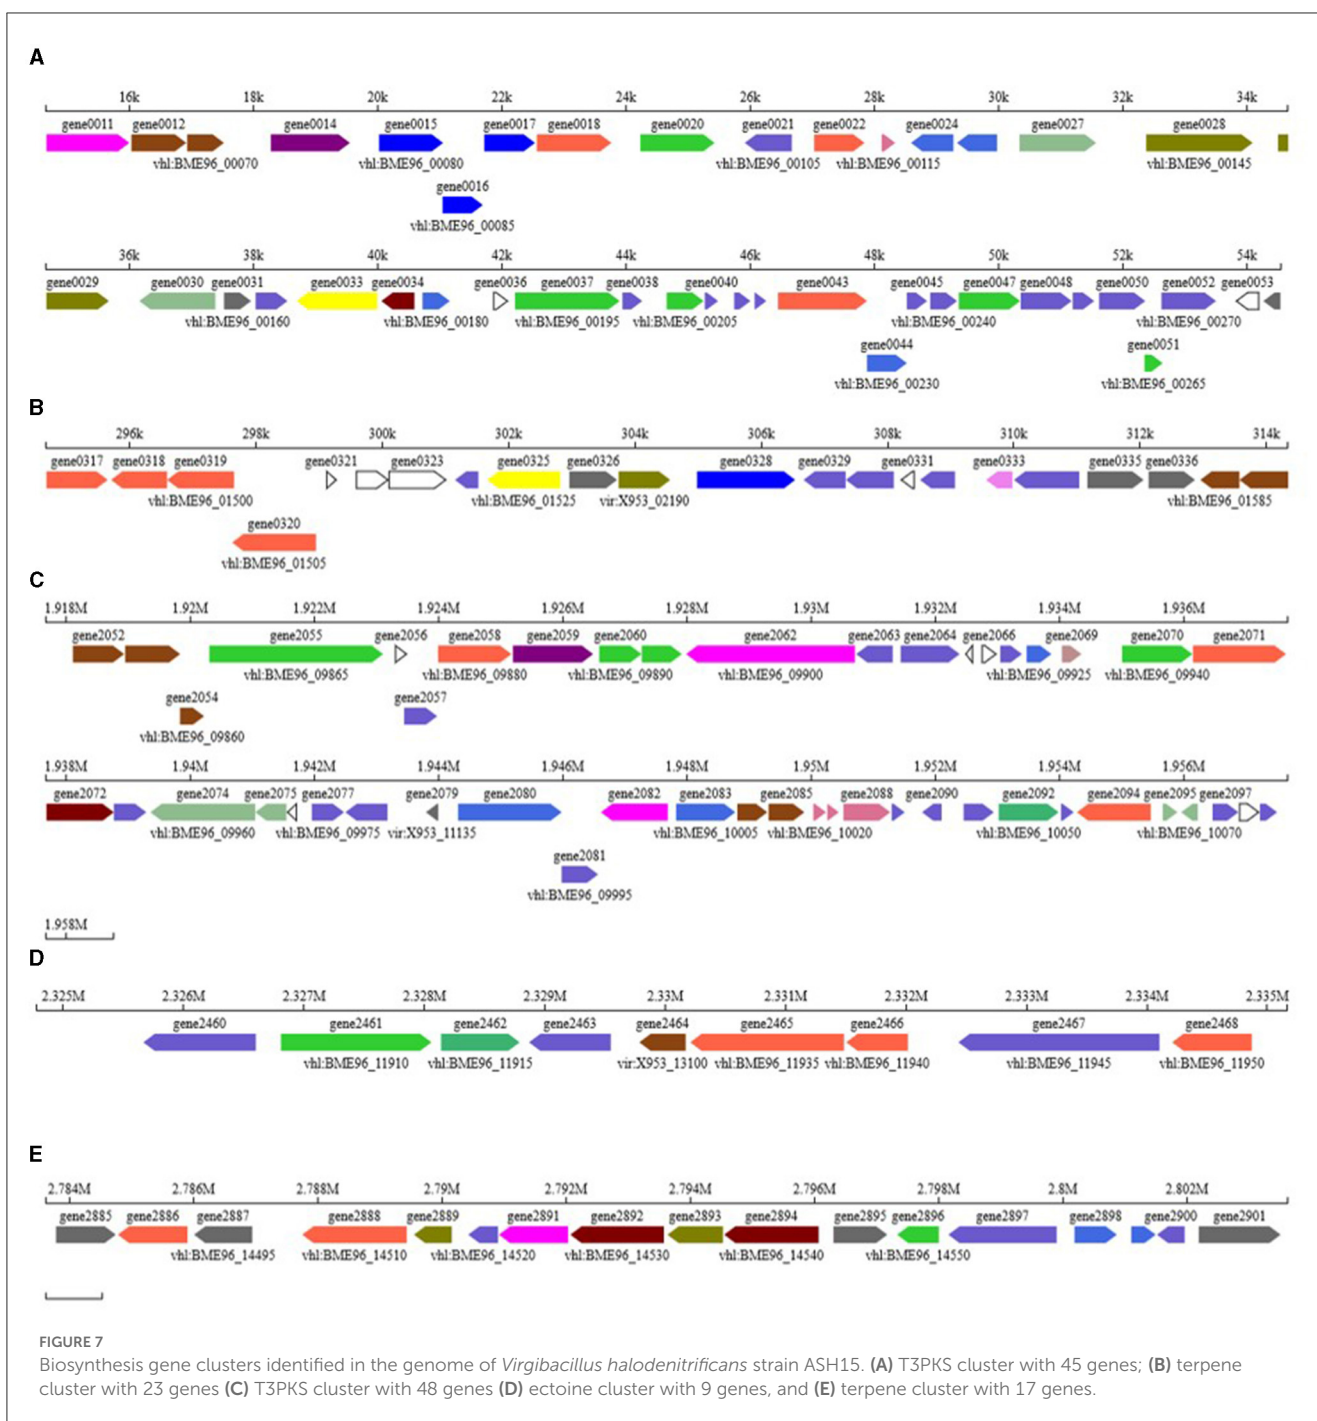 A
16k 18k 20k 22k 24k 26k 28k 30k 32k 34k
gene0011 gene0012 gene0014 gene0015 gene0017 gene0018 gene0020 gene0021 gene0022 gene0024 gene0027 gene0028
vhl:BME96_00070 vhl:BME96_00080 vhl:BME96_00105 vhl:BME96_00115 vhl:BME96_00145
gene0016
vhl:BME96_00085
36k 38k 40k 42k 44k 46k 48k 50k 52k 54k
gene0029 gene0030 gene0031 gene0033 gene0034 gene0036 gene0037 gene0038 gene0040 gene0043 gene0045 gene0047 gene0048 gene0050 gene0052 gene0053
vhl:BME96_00160 vhl:BME96_00180 vhl:BME96_00195 vhl:BME96_00205 vhl:BME96_00240 vhl:BME96_00270
gene0044 gene0051
vhl:BME96_00230 vhl:BME96_00265
B
296k 298k 300k 302k 304k 306k 308k 310k 312k 314k
gene0317 gene0318 gene0319 gene0321 gene0323 gene0325 gene0326 gene0328 gene0329 gene0331 gene0333 gene0335 gene0336
vhl:BME96_01500 vhl:BME96_01525 vir:X953_02190 vhl:BME96_01585
gene0320
vhl:BME96_01505
C
1.918M 1.92M 1.922M 1.924M 1.926M 1.928M 1.93M 1.932M 1.934M 1.936M
gene2052 gene2055 gene2056 gene2058 gene2059 gene2060 gene2062 gene2063 gene2064 gene2066 gene2069 gene2070 gene2071
vhl:BME96_09865 vhl:BME96_09880 vhl:BME96_09890 vhl:BME96_09900 vhl:BME96_09925 vhl:BME96_09940
gene2054 gene2057
vhl:BME96_09860
1.938M 1.94M 1.942M 1.944M 1.946M 1.948M 1.95M 1.952M 1.954M 1.956M
gene2072 gene2074 gene2075 gene2077 gene2079 gene2080 gene2082 gene2083 gene2085 gene2088 gene2090 gene2092 gene2094 gene2095 gene2097
vhl:BME96_09960 vhl:BME96_09975 vir:X953_11135 vhl:BME96_10005 vhl:BME96_10020 vhl:BME96_10050 vhl:BME96_10070
gene2081
vhl:BME96_09995
1.958M
D
2.325M 2.326M 2.327M 2.328M 2.329M 2.33M 2.331M 2.332M 2.333M 2.334M 2.335M
gene2460 gene2461 gene2462 gene2463 gene2464 gene2465 gene2466 gene2467 gene2468
vhl:BME96_11910 vhl:BME96_11915 vir:X953_13100 vhl:BME96_11935 vhl:BME96_11940 vhl:BME96_11945 vhl:BME96_11950
E
2.784M 2.786M 2.788M 2.79M 2.792M 2.794M 2.796M 2.798M 2.8M 2.802M
gene2885 gene2886 gene2887 gene2888 gene2889 gene2891 gene2892 gene2893 gene2894 gene2895 gene2896 gene2897 gene2898 gene2900 gene2901
vhl:BME96_14495 vhl:BME96_14510 vhl:BME96_14520 vhl:BME96_14530 vhl:BME96_14540 vhl:BME96_14550
FIGURE 7
Biosynthesis gene clusters identified in the genome of Virgibacillus halodenitrificans strain ASH15. (A) T3PKS cluster with 45 genes; (B) terpene
cluster with 23 genes (C) T3PKS cluster with 48 genes (D) ectoine cluster with 9 genes, and (E) terpene cluster with 17 genes.